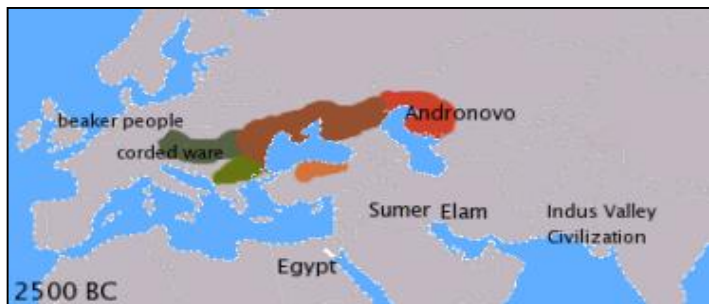 Andronovo
beaker people
corded ware
Sumer Elam
Indus Valley
Civilization
Egypt
2500 BC